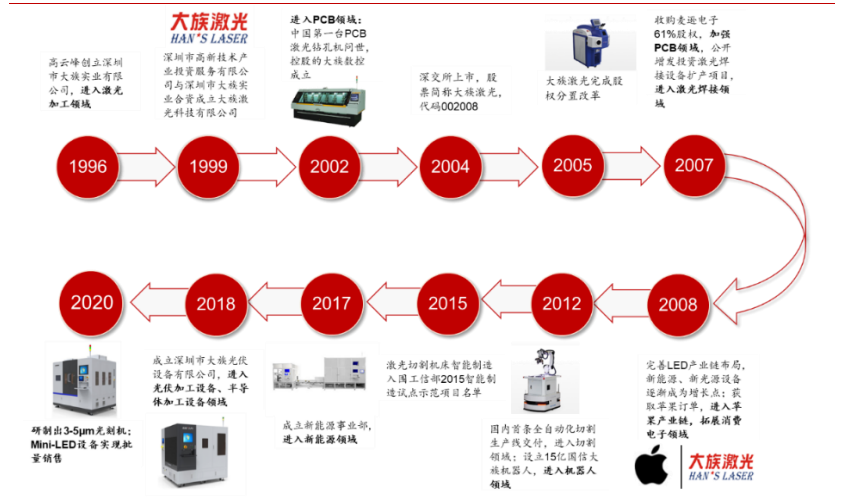 大族激光
HAN'S LASER
高云峰创立深圳
市大族实业有限
公司，进入激光
加工领域
深圳市高新技术产
业投资服务有限公
司与深圳市大族实
业合资成立大族激
光科技有限公司
进入PCB领域：
中国第一台PCB
激光钻孔机问世，
控股的大族数控
成立
深交所上市，股
票简称大族激光，
代码002008
大族激光完成股
权分置改革
收购麦逊电子
61%股权，加强
PCB领域，公开
增发投资激光焊
接设备扩产项目，
进入激光焊接领
域
1996
1999
2002
2004
2005
2007
2020
2018
2017
2015
2012
2008
研制出3-5μm光刻机；
Mini-LED设备实现批
量销售
成立深圳市大族光伏
设备有限公司，进入
光伏加工设备、半导
体加工设备领域
成立新能源事业部，
进入新能源领域
激光切割机床智能制造
入围工信部2015智能制
造试点示范项目名单
国内首条全自动化切割
生产线交付，进入切割
领域；设立15亿国信大
族机器人，进入机器人
领域
完善LED产业链布局，
新能源、新光源设备
逐渐成为增长点；获
取苹果订单，进入苹
果产业链，拓展消费
电子领域
大族激光
HAN'S LASER